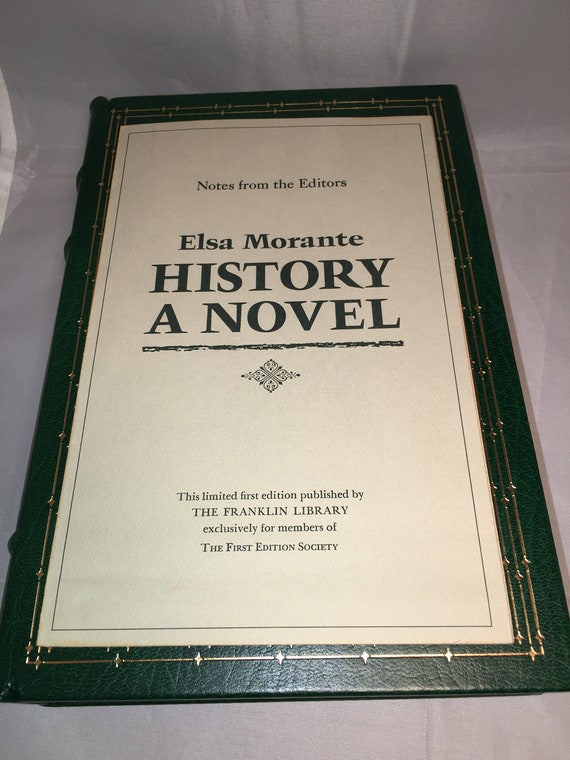 Notes from the Editors
Elsa Morante
HISTORY
A NOVEL
This limited first edition published by
THE FRANKLIN LIBRARY
exclusively for members of
THE FIRST EDITION SOCIETY